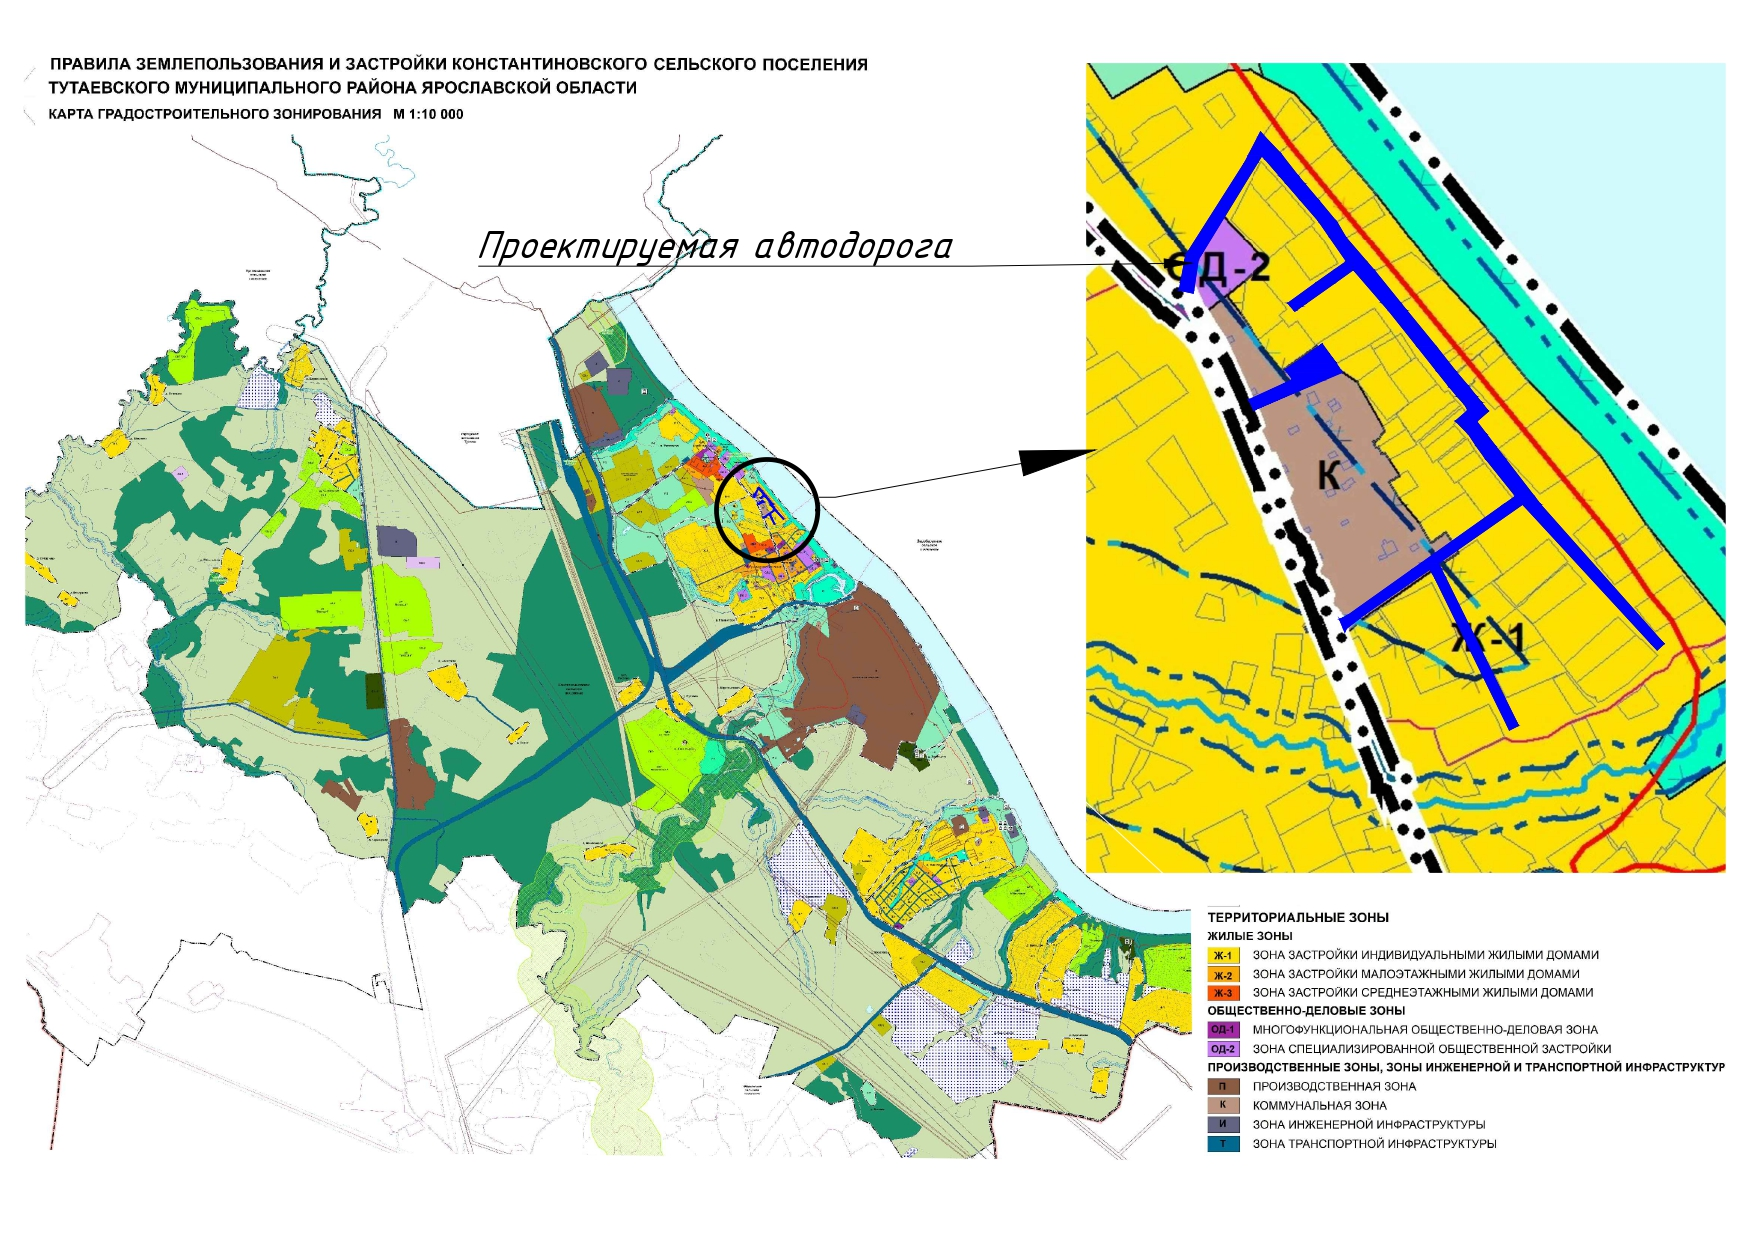 ПРАВИЛА ЗЕМЛЕПОЛЬЗОВАНИЯ И ЗАСТРОЙКИ КОНСТАНТИНОВСКОГО СЕЛЬСКОГО ПОСЕЛЕНИЯ
ТУТАЕВСКОГО МУНИЦИПАЛЬНОГО РАЙОНА ЯРОСЛАВСКОЙ ОБЛАСТИ
КАРТА ГРАДОСТРОИТЕЛЬНОГО ЗОНИРОВАНИЯ М 1:10 000
Проектируемая автодорога
ОД-2
К
Ж-1
ТЕРРИТОРИАЛЬНЫЕ ЗОНЫ
ЖИЛЫЕ ЗОНЫ
Ж-1 ЗОНА ЗАСТРОЙКИ ИНДИВИДУАЛЬНЫМИ ЖИЛЫМИ ДОМАМИ
Ж-2 ЗОНА ЗАСТРОЙКИ МАЛОЭТАЖНЫМИ ЖИЛЫМИ ДОМАМИ
Ж-3 ЗОНА ЗАСТРОЙКИ СРЕДНЕЭТАЖНЫМИ ЖИЛЫМИ ДОМАМИ
ОБЩЕСТВЕННО-ДЕЛОВЫЕ ЗОНЫ
ОД-1 МНОГОФУНКЦИОНАЛЬНАЯ ОБЩЕСТВЕННО-ДЕЛОВАЯ ЗОНА
ОД-2 ЗОНА СПЕЦИАЛИЗИРОВАННОЙ ОБЩЕСТВЕННОЙ ЗАСТРОЙКИ
ПРОИЗВОДСТВЕННЫЕ ЗОНЫ, ЗОНЫ ИНЖЕНЕРНОЙ И ТРАНСПОРТНОЙ ИНФРАСТРУКТУР
П ПРОИЗВОДСТВЕННАЯ ЗОНА
К КОММУНАЛЬНАЯ ЗОНА
И ЗОНА ИНЖЕНЕРНОЙ ИНФРАСТРУКТУРЫ
Т ЗОНА ТРАНСПОРТНОЙ ИНФРАСТРУКТУРЫ